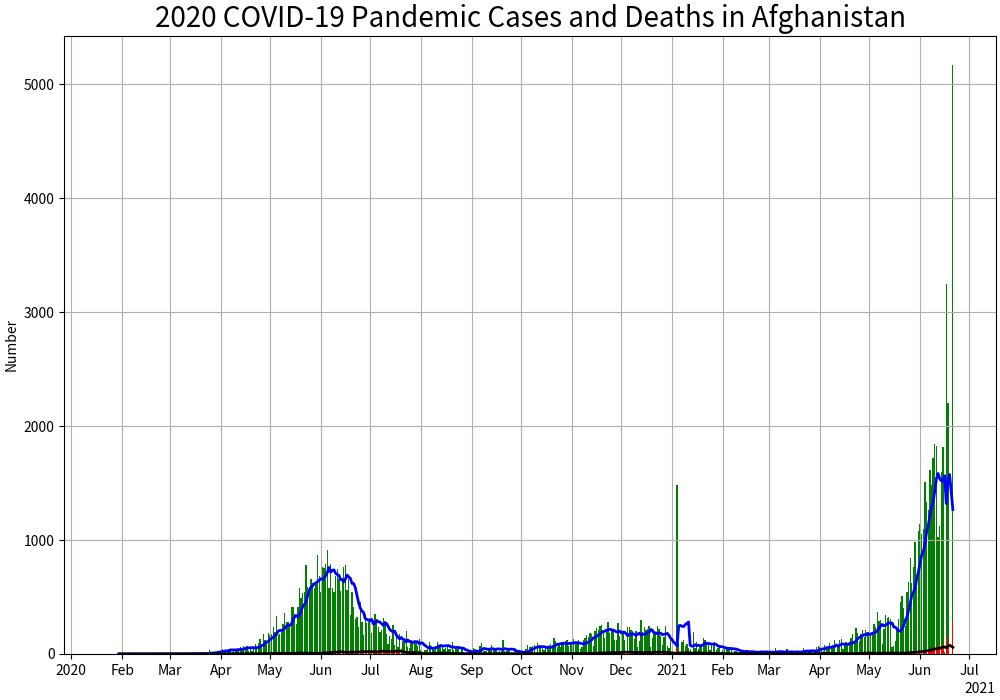 2020 COVID-19 Pandemic Cases and Deaths in Afghanistan
Number
5000
4000
3000
2000
1000
0
2020 Feb Mar Apr May Jun Jul Aug Sep Oct Nov Dec 2021 Feb Mar Apr May Jun Jul
2021